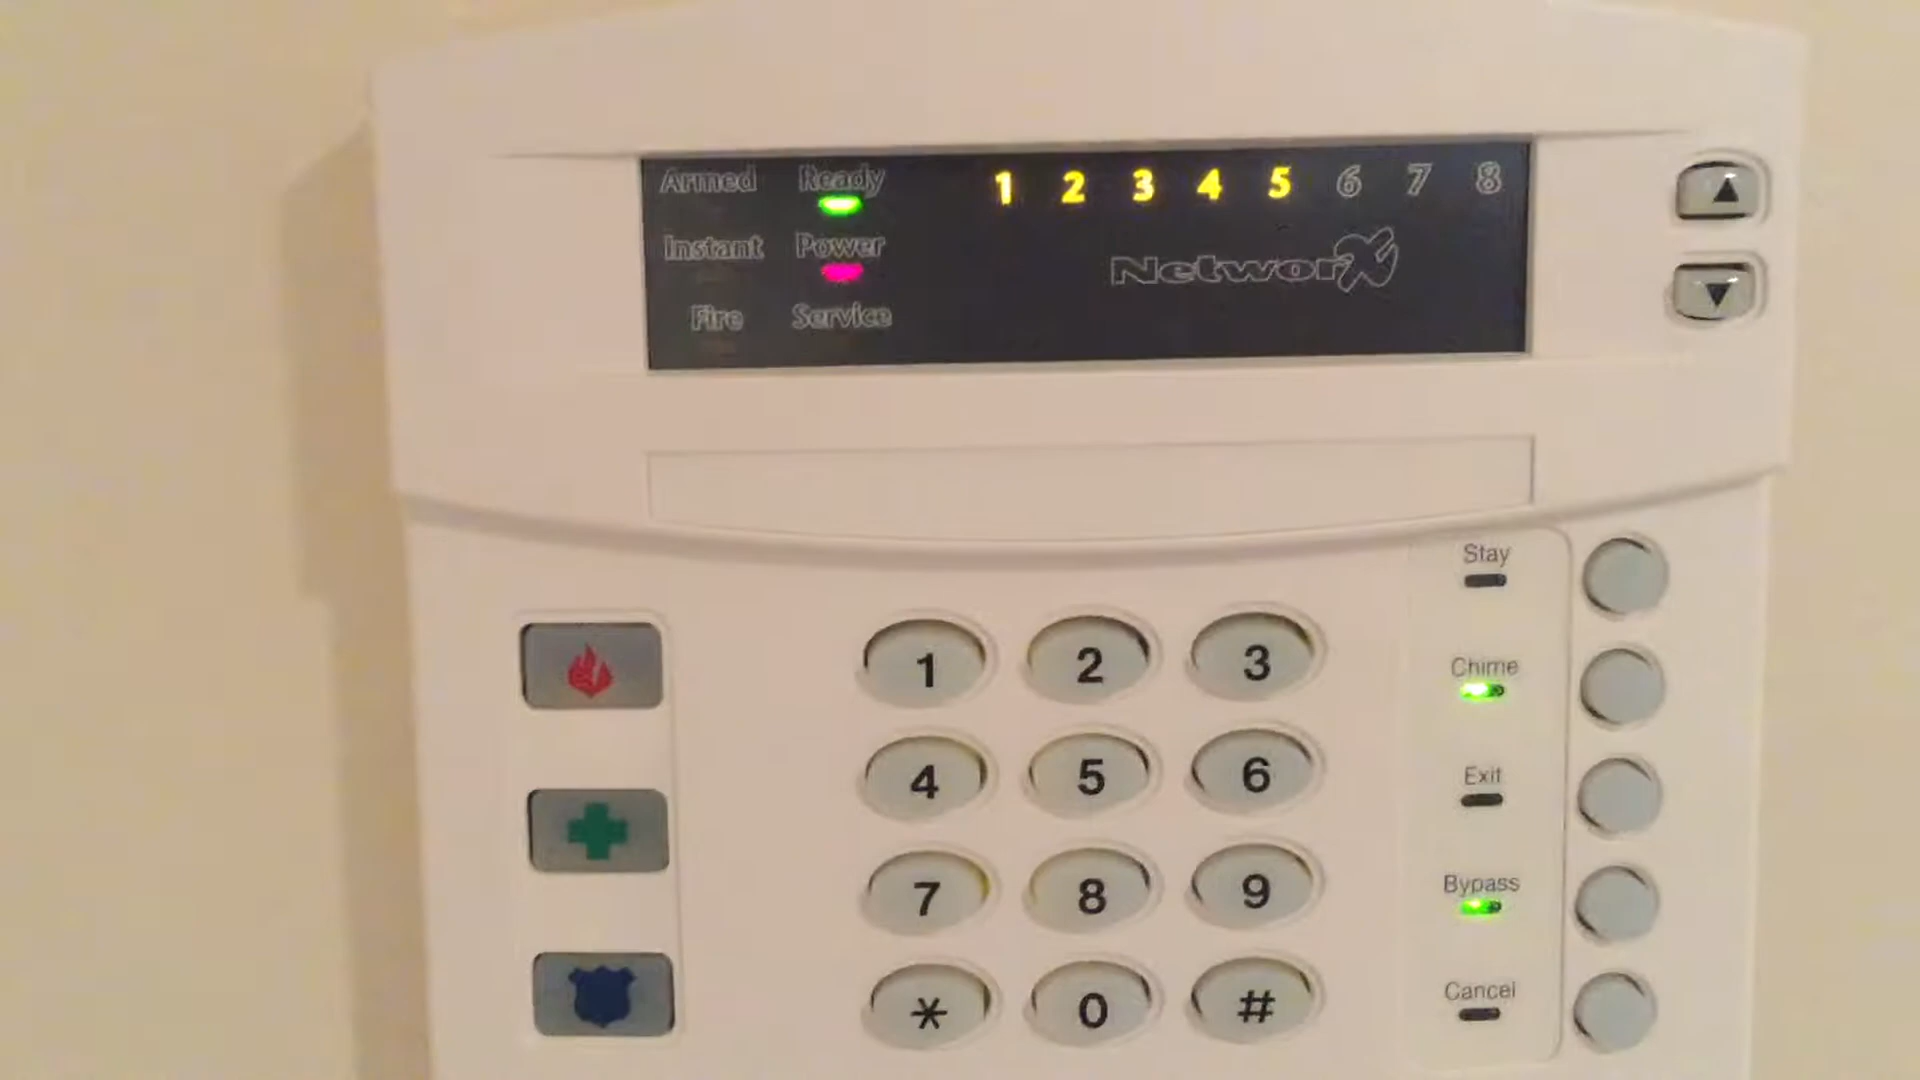 Armed Ready 1 2 3 4 5 6 7 8
Instant Power NetworX
Fire Service
Stay
1 2 3
Chime
4 5 6
Exit
7 8 9
Bypass
* 0 #
Cancel